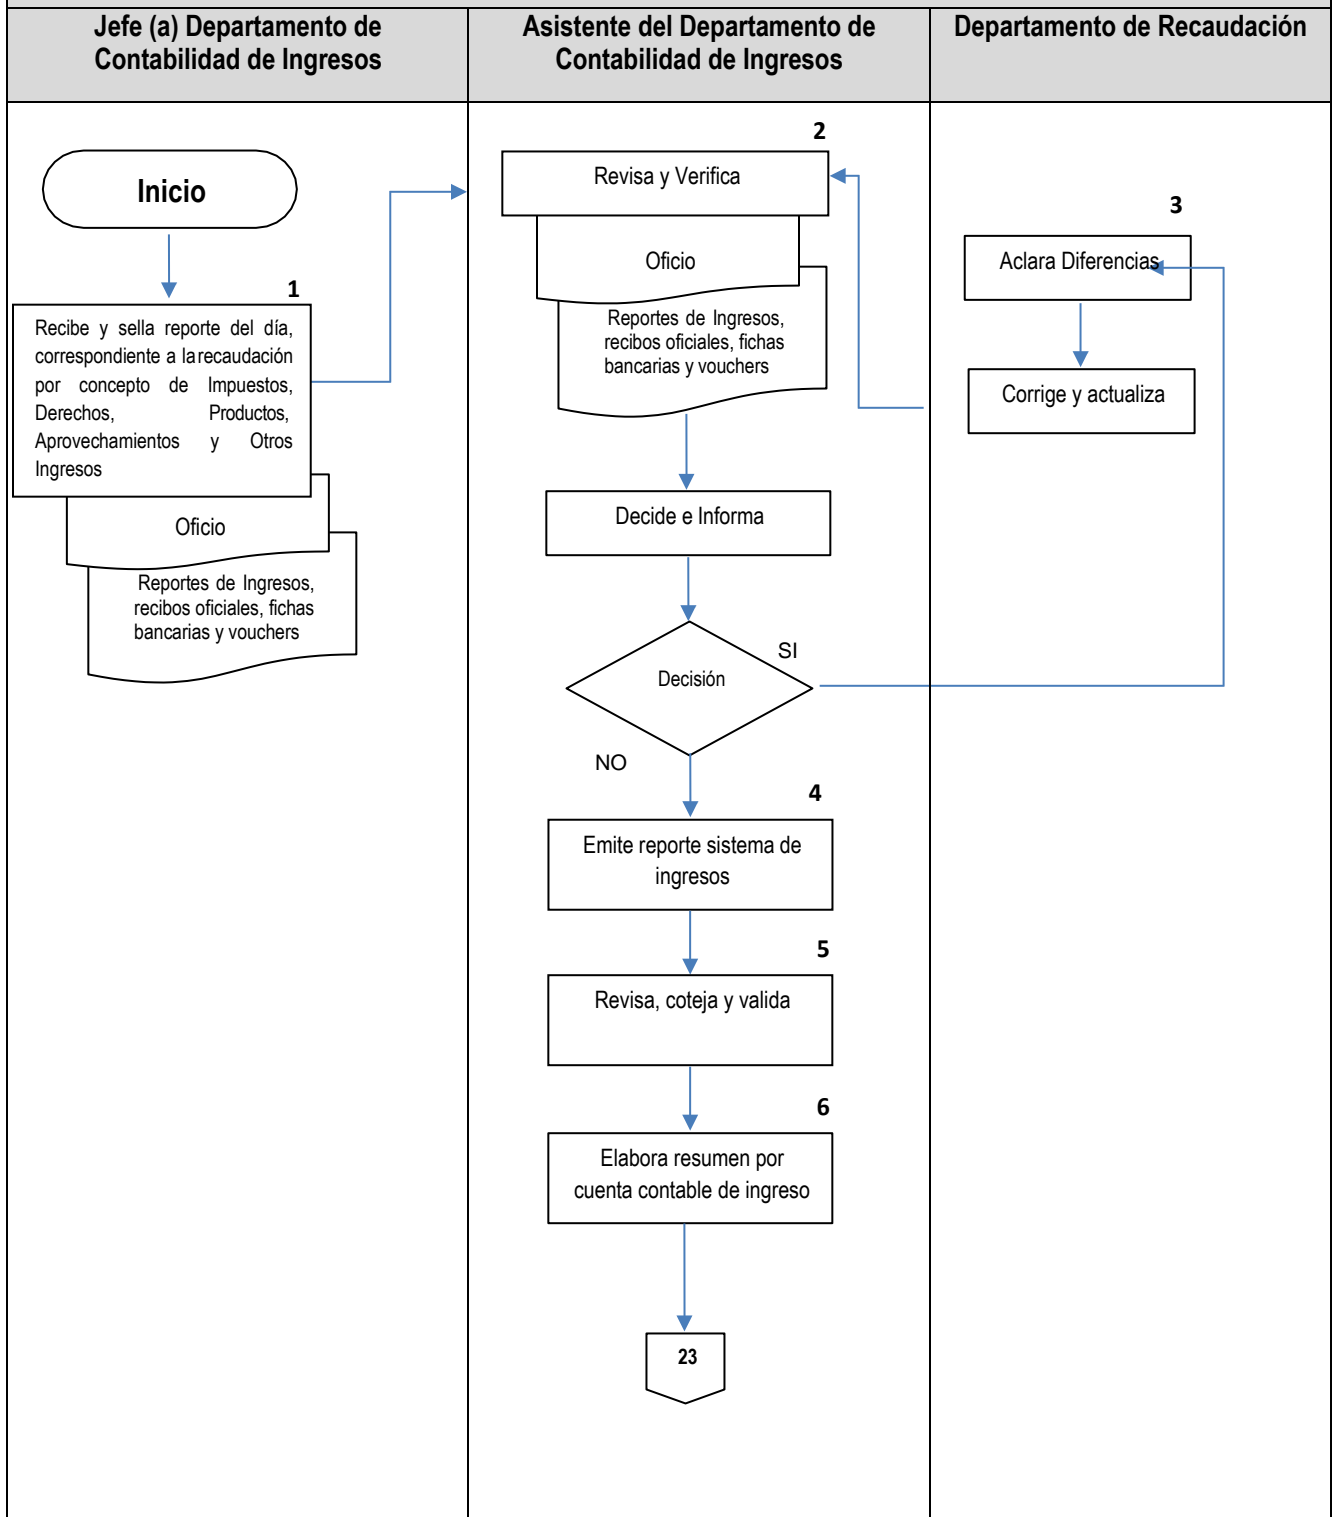 Jefe (a) Departamento de
Contabilidad de Ingresos
Asistente del Departamento de
Contabilidad de Ingresos
Departamento de Recaudación
Inicio
1
Recibe y sella reporte del día,
correspondiente a la recaudación
por concepto de Impuestos,
Derechos, Productos,
Aprovechamientos y Otros
Ingresos
Oficio
Reportes de Ingresos,
recibos oficiales, fichas
bancarias y vouchers
2
Revisa y Verifica
Oficio
Reportes de Ingresos,
recibos oficiales, fichas
bancarias y vouchers
3
Aclara Diferencias
Corrige y actualiza
Decide e Informa
Decisión
SI
NO
4
Emite reporte sistema de
ingresos
5
Revisa, coteja y valida
6
Elabora resumen por
cuenta contable de ingreso
23